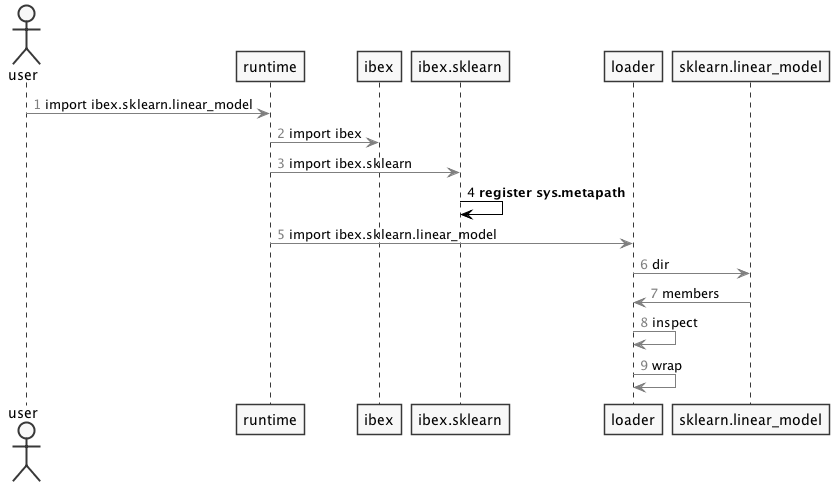 user
runtime
ibex
ibex.sklearn
loader
sklearn.linear_model
1 import ibex.sklearn.linear_model
2 import ibex
3 import ibex.sklearn
4 register sys.metapath
5 import ibex.sklearn.linear_model
6 dir
7 members
8 inspect
9 wrap
user
runtime
ibex
ibex.sklearn
loader
sklearn.linear_model